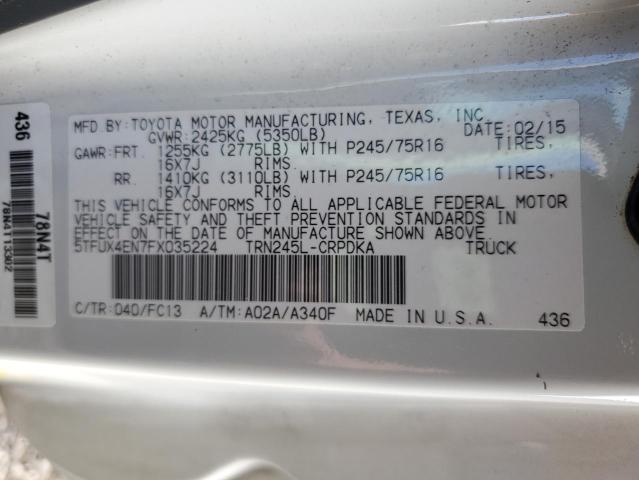 436
78N4T
78N4113302
MFD.BY:TOYOTA MOTOR MANUFACTURING, TEXAS, INC.
GVWR:2425KG (5350LB) DATE:02/15
GAWR:FRT. 1255KG (2775LB) WITH P245/75R16 TIRES,
16X7J RIMS
RR. 1410KG (3110LB) WITH P245/75R16 TIRES,
16X7J RIMS
THIS VEHICLE CONFORMS TO ALL APPLICABLE FEDERAL MOTOR
VEHICLE SAFETY AND THEFT PREVENTION STANDARDS IN
EFFECT ON THE DATE OF MANUFACTURE SHOWN ABOVE.
5TFUX4EN7FX035224 TRN245L-CRPDKA TRUCK
C/TR:040/FC13 A/TM:A02A/A340F MADE IN U.S.A. 436